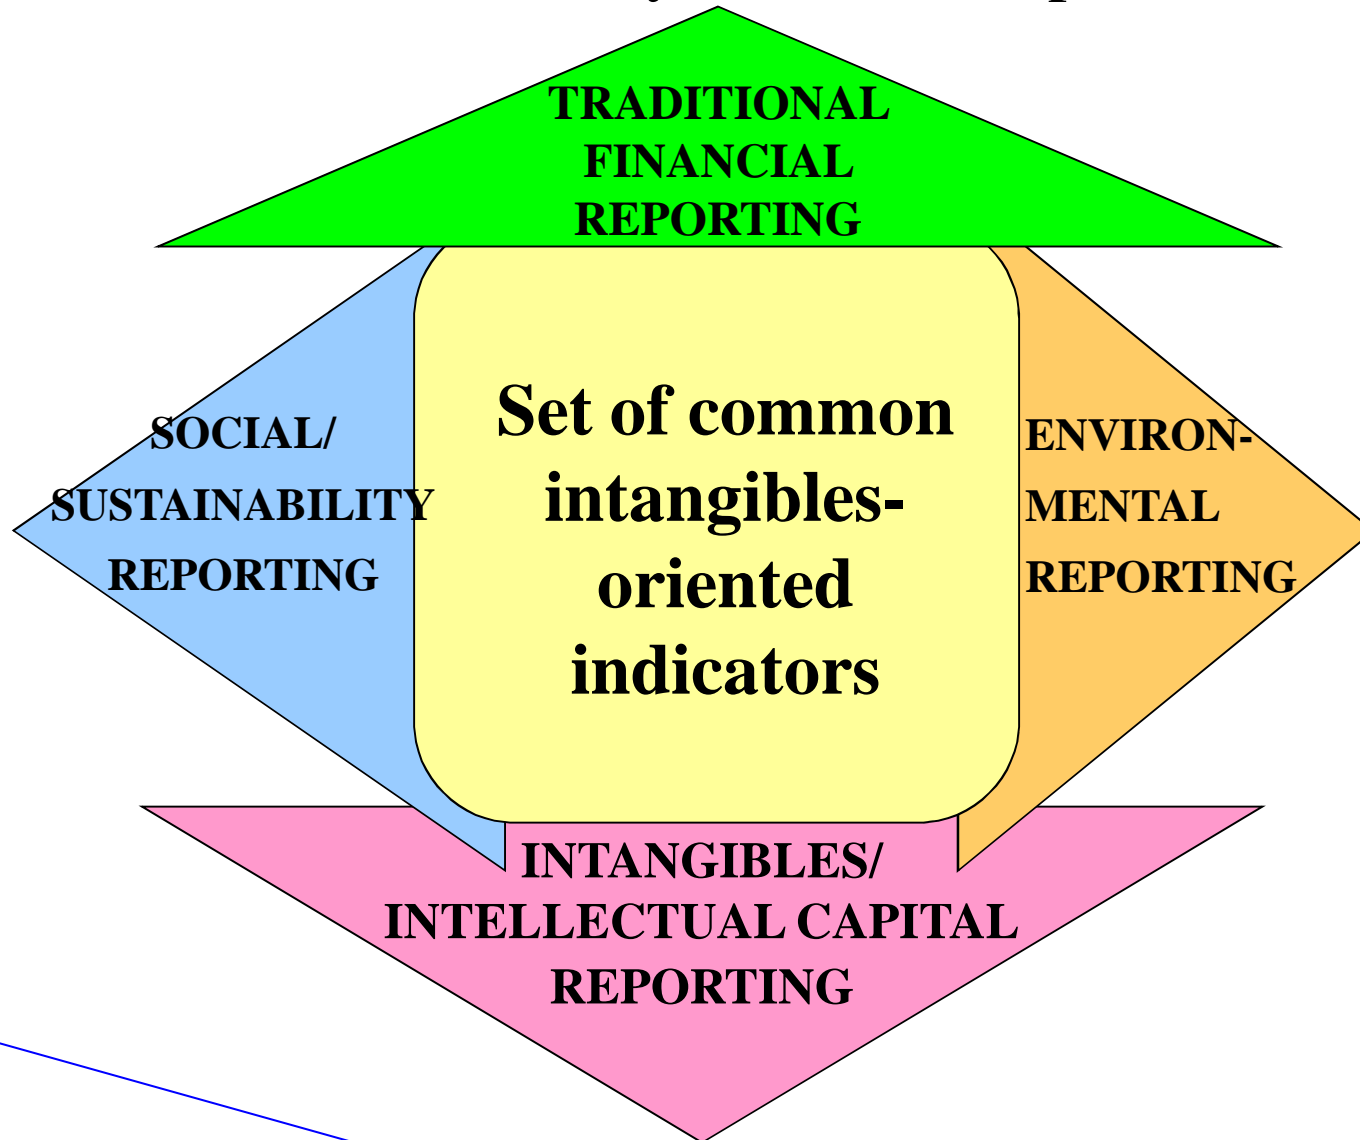 TRADITIONAL
FINANCIAL
REPORTING
Set of common
intangibles-
oriented
indicators
SOCIAL/
SUSTAINABILITY
REPORTING
ENVIRON-
MENTAL
REPORTING
INTANGIBLES/
INTELLECTUAL CAPITAL
REPORTING